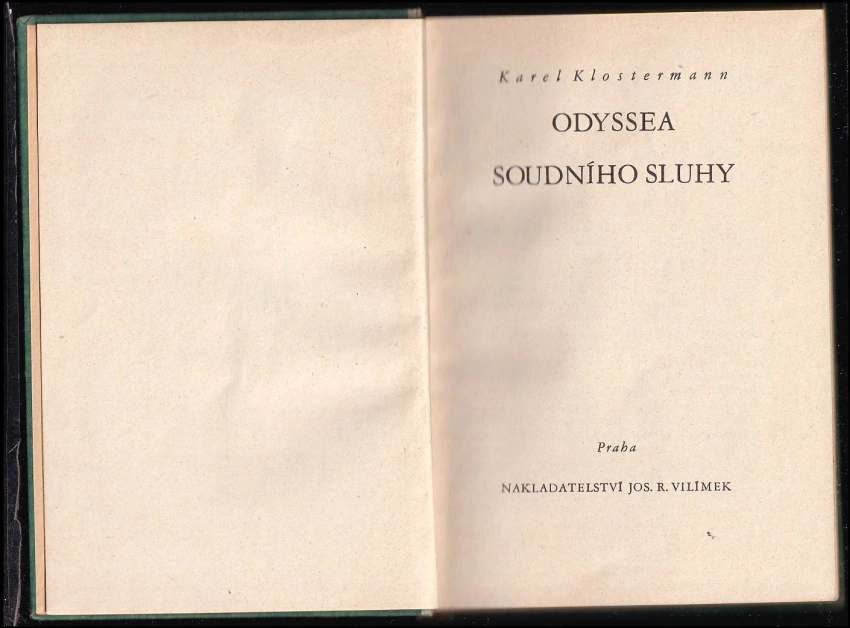 Karel Klostermann
ODYSSEA
SOUDNÍHO SLUHY
Praha
NAKLADATELSTVÍ JOS. R. VILÍMEK